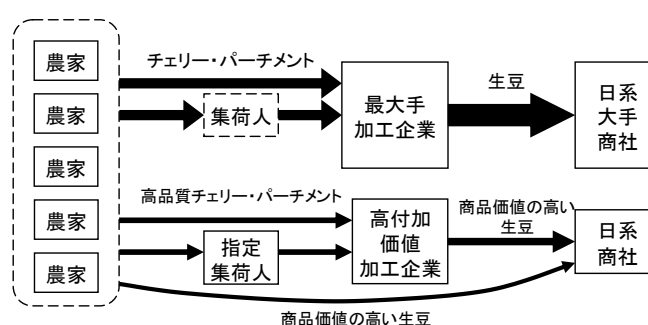 農家
農家
農家
農家
農家
チェリー・パーチメント
集荷人
最大手
加工企業
生豆
日系
大手
商社
高品質チェリー・パーチメント
指定
集荷人
高付加
価値
加工企業
商品価値の高い
生豆
日系
商社
商品価値の高い生豆